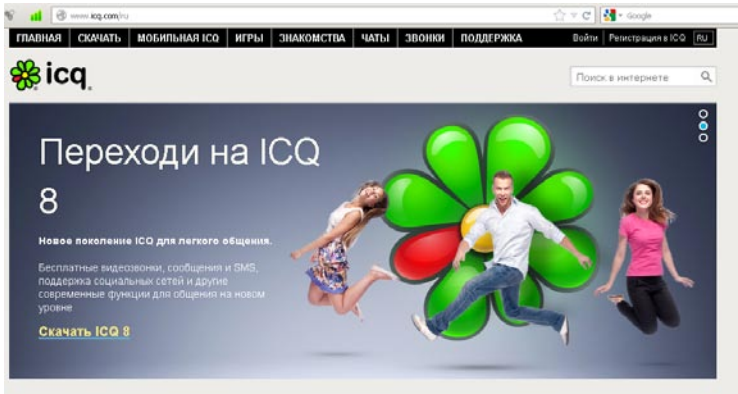 www.icq.com/ru
Google
ГЛАВНАЯ СКАЧАТЬ МОБИЛЬНАЯ ICQ ИГРЫ ЗНАКОМСТВА ЧАТЫ ЗВОНКИ ПОДДЕРЖКА Войти Регистрация в ICQ RU
icq
Поиск в интернете
Переходи на ICQ
8
Новое поколение ICQ для легкого общения.
Бесплатные видеозвонки, сообщения и SMS,
поддержка социальных сетей и другие
современные функции для общения на новом
уровне
Скачать ICQ 8